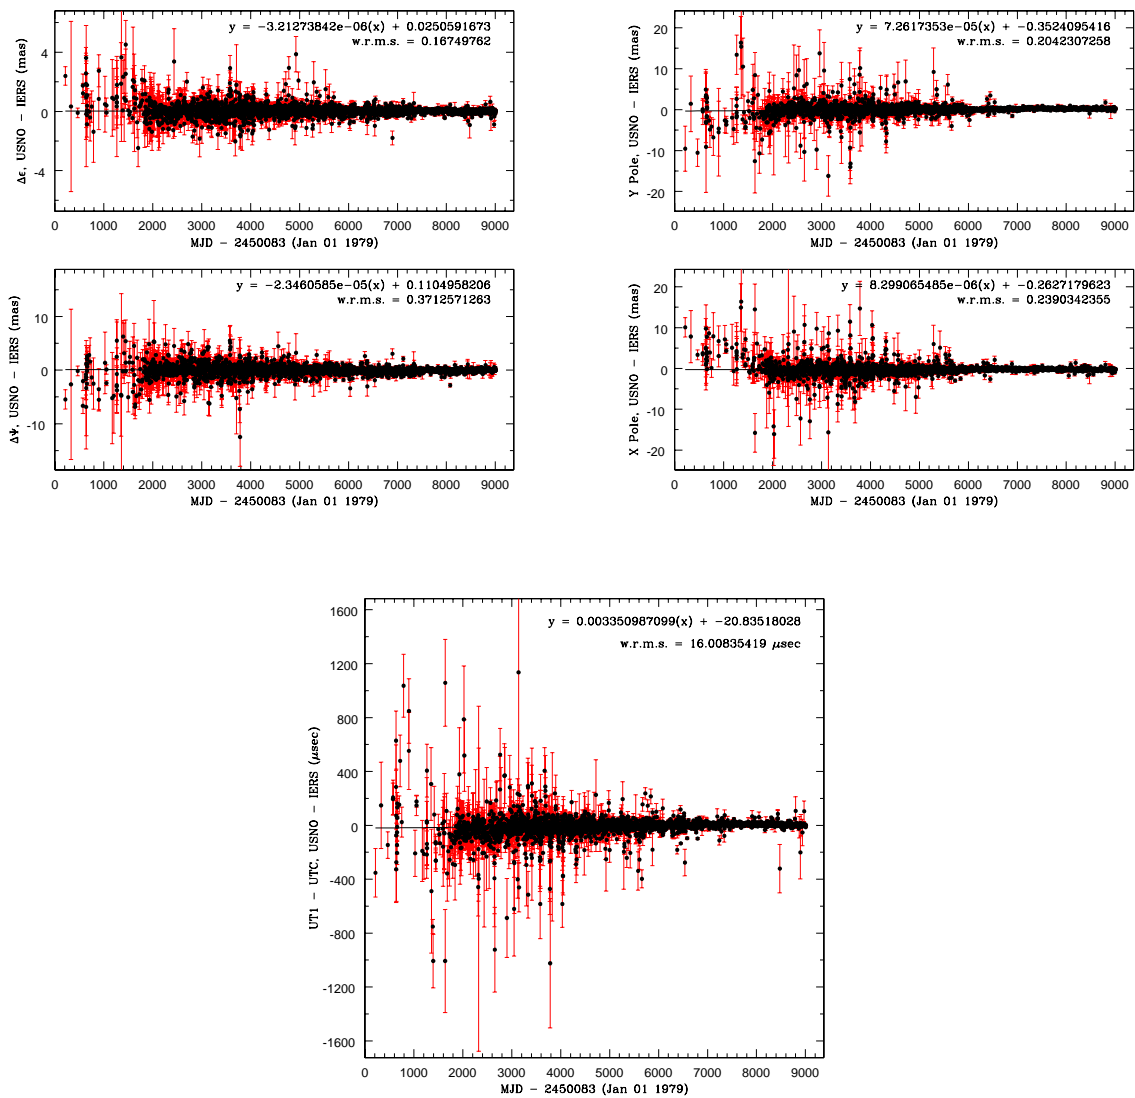 y = −3.21273842e−06(x) + 0.0250591673
w.r.m.s. = 0.16749762
Δε, USNO − IERS (mas)
4
0
-4
0 1000 2000 3000 4000 5000 6000 7000 8000 9000
MJD − 2450083 (Jan 01 1979)
y = 7.2617353e−05(x) + −0.3524095416
w.r.m.s. = 0.2042307258
Y Pole, USNO − IERS (mas)
20
10
0
-10
-20
0 1000 2000 3000 4000 5000 6000 7000 8000 9000
MJD − 2450083 (Jan 01 1979)
y = −2.3460585e−05(x) + 0.1104958206
w.r.m.s. = 0.3712571263
ΔΨ, USNO − IERS (mas)
10
0
-10
0 1000 2000 3000 4000 5000 6000 7000 8000 9000
MJD − 2450083 (Jan 01 1979)
y = 8.299065485e−06(x) + −0.2627179623
w.r.m.s. = 0.2390342355
X Pole, USNO − IERS (mas)
20
10
0
-10
-20
0 1000 2000 3000 4000 5000 6000 7000 8000 9000
MJD − 2450083 (Jan 01 1979)
y = 0.003350987099(x) + −20.83518028
w.r.m.s. = 16.00835419 μsec
UT1 − UTC, USNO − IERS (μsec)
1600
1200
800
400
0
-400
-800
-1200
-1600
0 1000 2000 3000 4000 5000 6000 7000 8000 9000
MJD − 2450083 (Jan 01 1979)